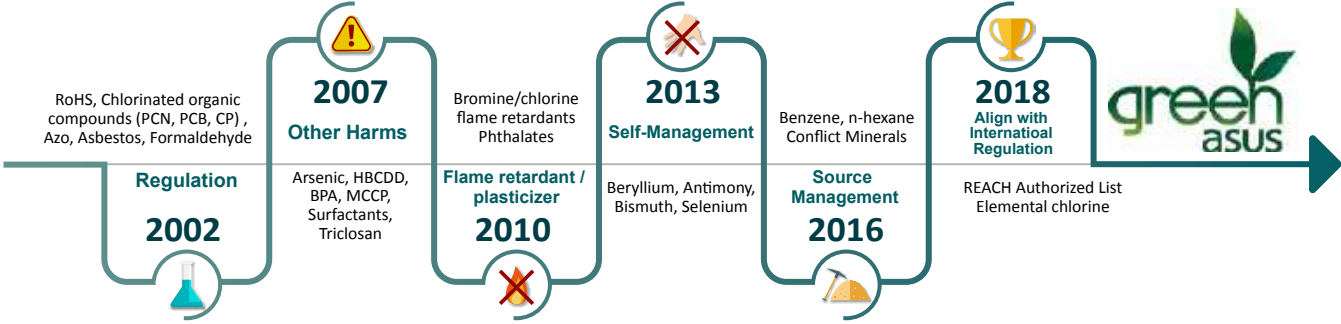 RoHS, Chlorinated organic
compounds (PCN, PCB, CP) ,
Azo, Asbestos, Formaldehyde
Regulation
2002
2007
Other Harms
Arsenic, HBCDD,
BPA, MCCP,
Surfactants,
Triclosan
Bromine/chlorine
flame retardants
Phthalates
Flame retardant /
plasticizer
2010
2013
Self-Management
Beryllium, Antimony,
Bismuth, Selenium
Benzene, n-hexane
Conflict Minerals
Source
Management
2016
2018
Align with
Internatioal
Regulation
REACH Authorized List
Elemental chlorine
green
asus